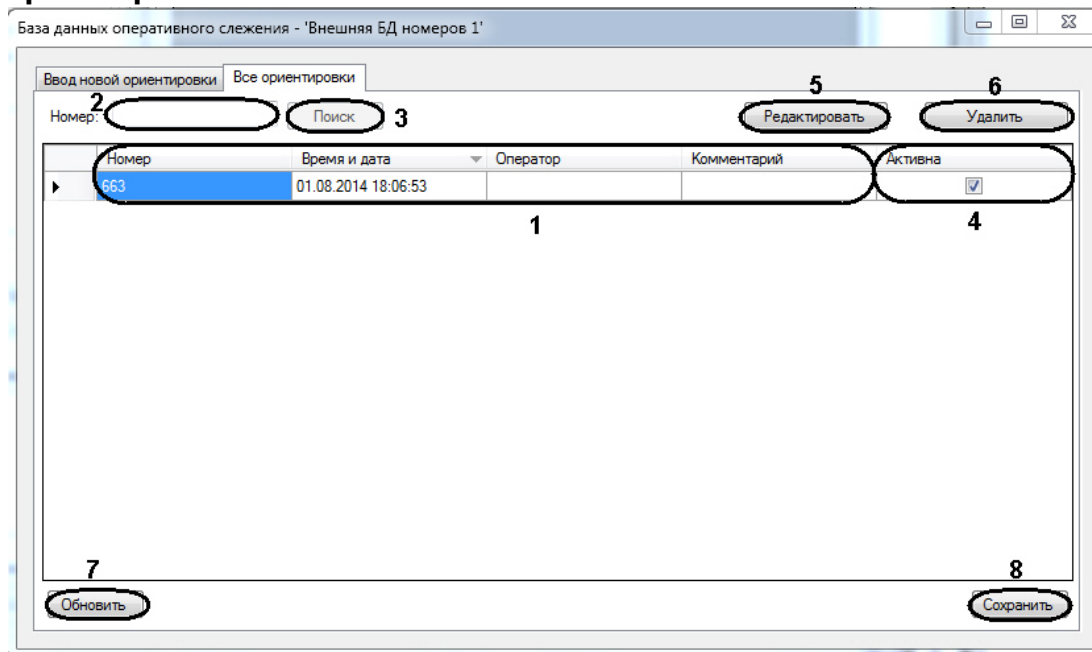 База данных оперативного слежения - 'Внешняя БД номеров 1'
Ввод новой ориентировки Все ориентировки
5 6
2
Номер: Поиск 3 Редактировать Удалить
Номер Время и дата Оператор Комментарий Активна
663 01.08.2014 18:06:53
1 4
7 8
Обновить Сохранить